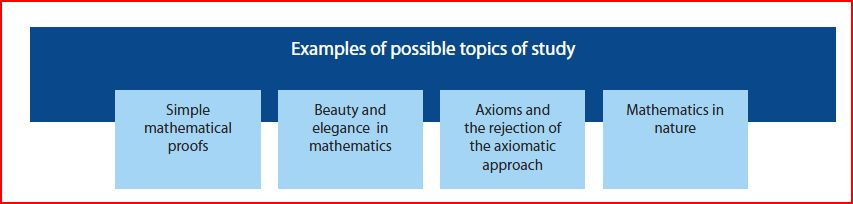 Examples of possible topics of study
Simple
mathematical
proofs
Beauty and
elegance in
mathematics
Axioms and
the rejection of
the axiomatic
approach
Mathematics in
nature